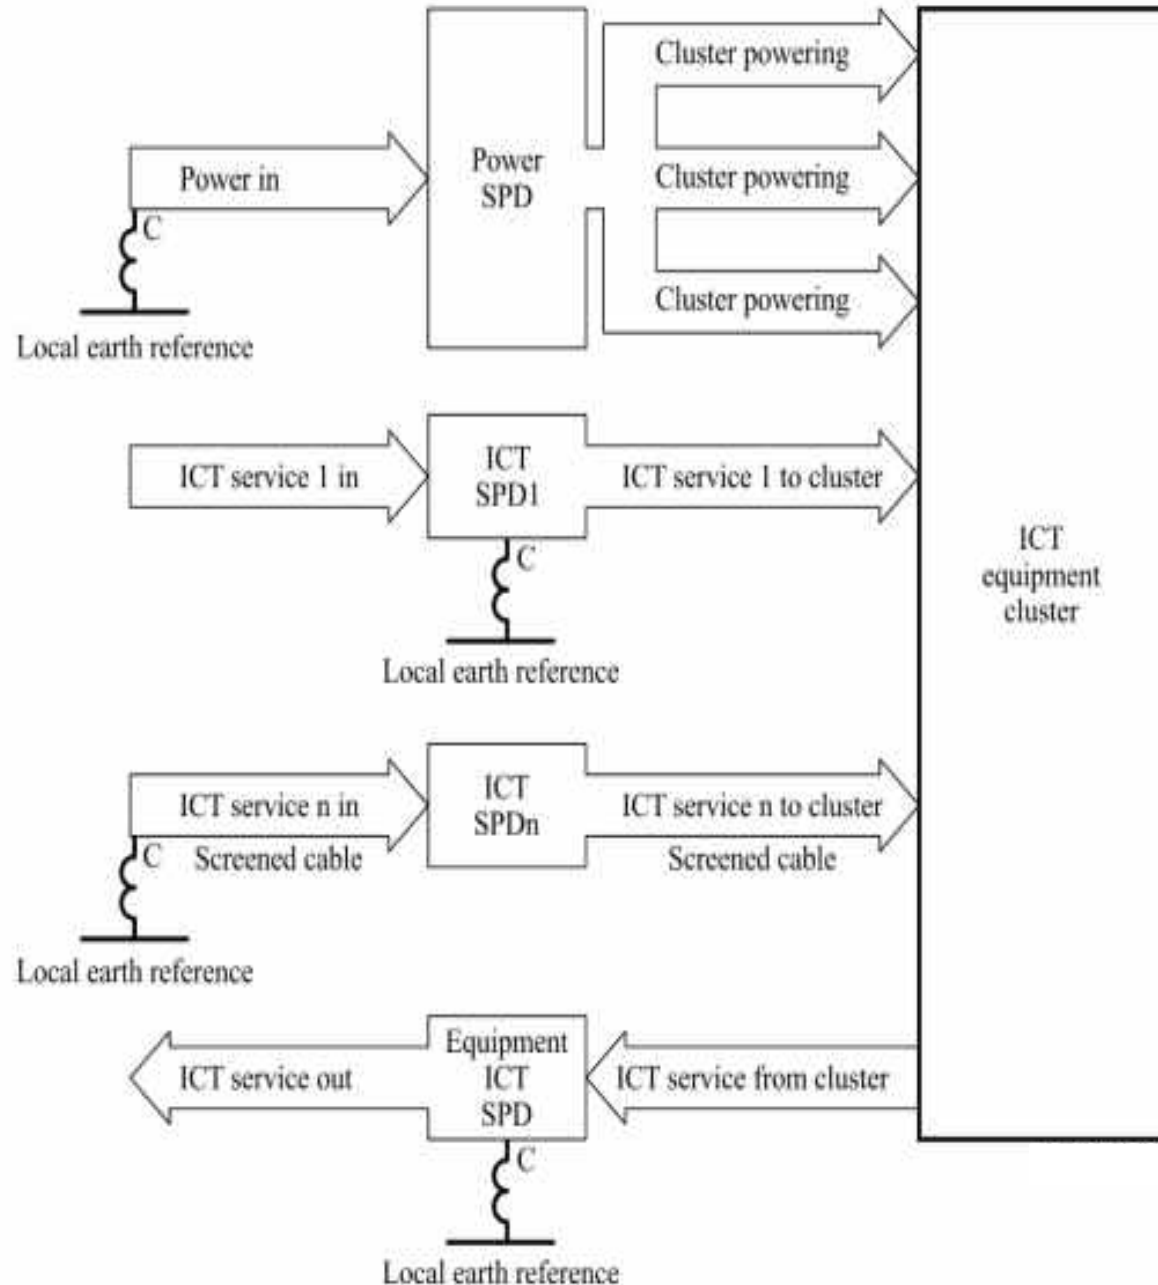 Cluster powering
Power in
C
Local earth reference
Power
SPD
Cluster powering
Cluster powering
ICT service 1 in
ICT
SPD1
ICT service 1 to cluster
C
Local earth reference
ICT
equipment
cluster
ICT service n in
Screened cable
C
Local earth reference
ICT
SPDn
ICT service n to cluster
Screened cable
ICT service out
Equipment
ICT
SPD
ICT service from cluster
C
Local earth reference